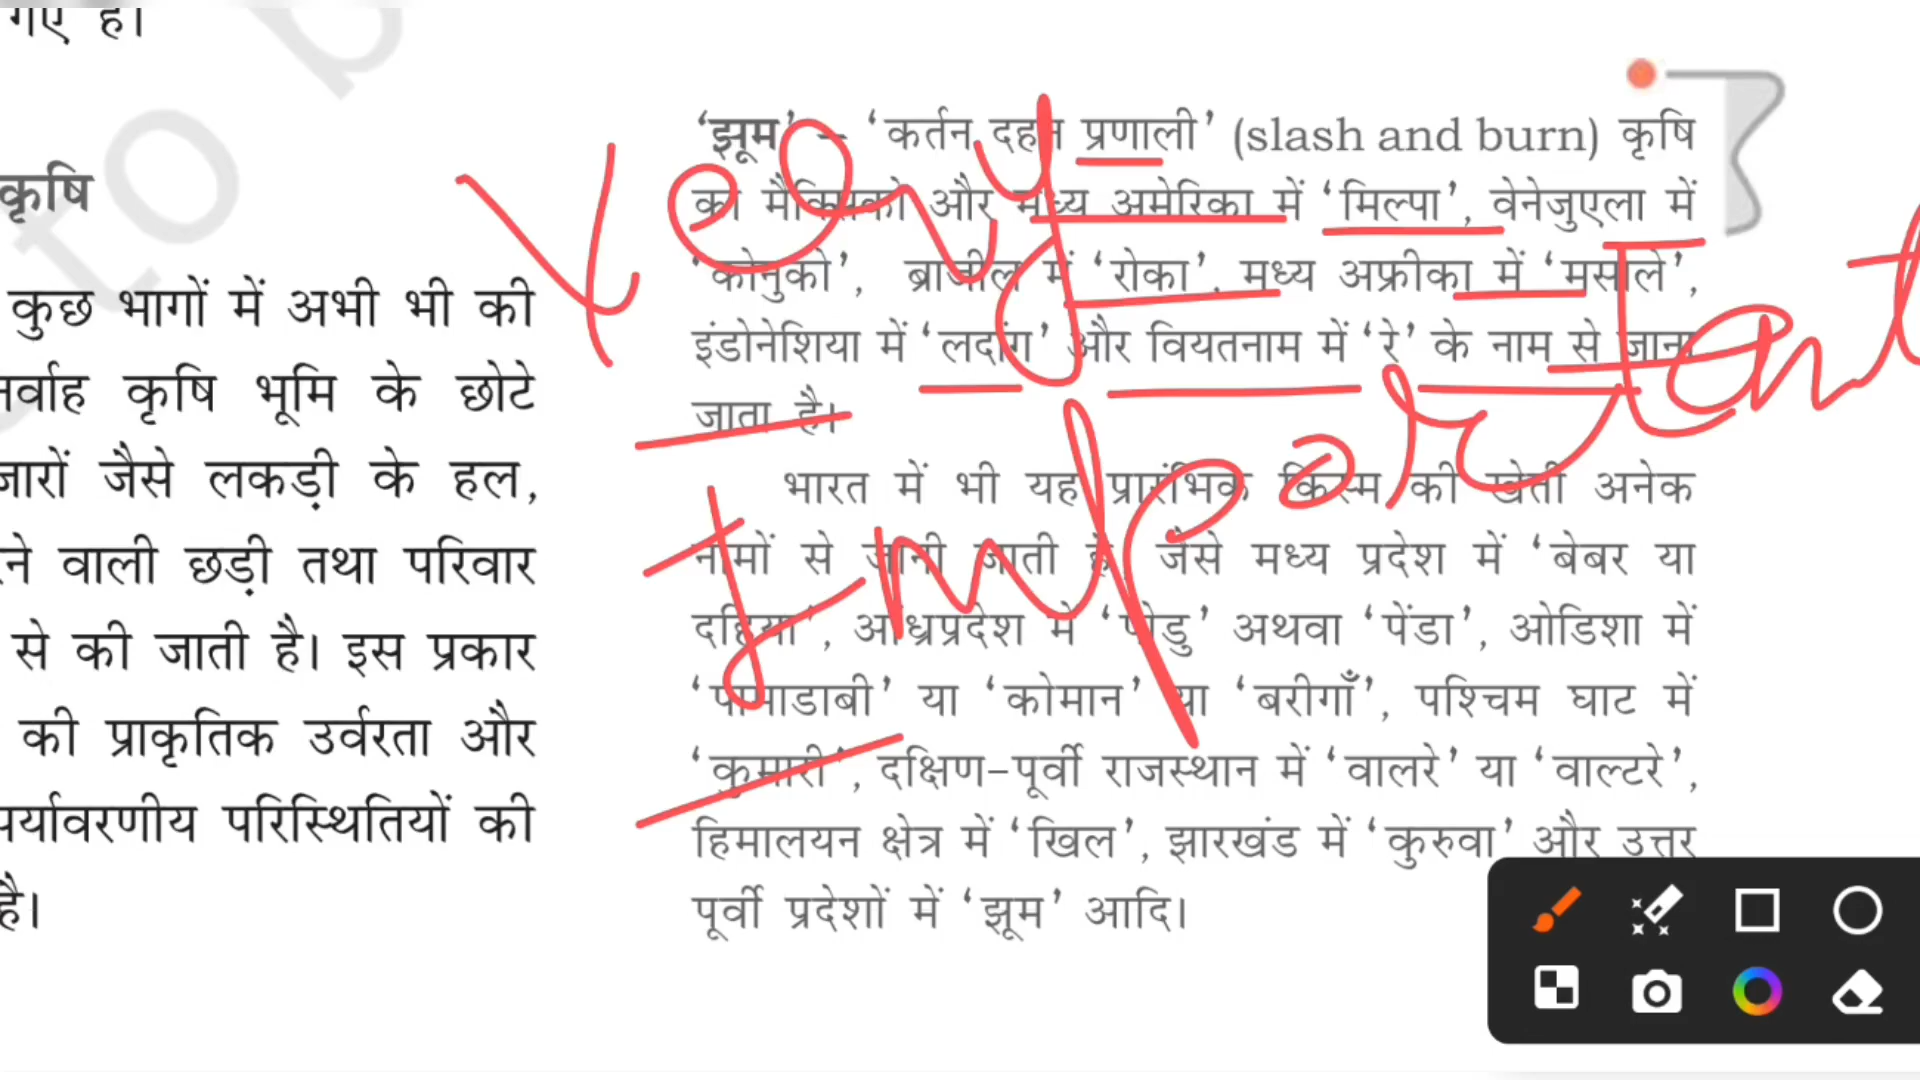 गए है।
कृषि
कुछ भागों में अभी भी की
कृषि भूमि के छोटे
जैसे लकड़ी के हल,
वाली छड़ी तथा परिवार
से की जाती है। इस प्रकार
की प्राकृतिक उर्वरता और
पर्यावरणीय परिस्थितियों की
है।
'झूम' – 'कर्तन दहन प्रणाली' (slash and burn) कृषि
को मैक्सिको और मध्य अमेरिका में 'मिल्पा', वेनेजुएला में
'कोनुको', ब्राजील में 'रोका', मध्य अफ्रीका में 'मसोले',
इंडोनेशिया में 'लदांग' और वियतनाम में 'रे' के नाम से जाना
जाता है।
भारत में भी यह प्रारंभिक किस्म की खेती अनेक
नामों से जानी जाती है, जैसे मध्य प्रदेश में 'बेबर या
दहिया', आंध्रप्रदेश में 'पोडु' अथवा 'पेंडा', ओडिशा में
'पामाडाबी' या 'कोमान' या 'बरीगाँ', पश्चिम घाट में
'कुमारी', दक्षिण-पूर्वी राजस्थान में 'वालरे' या 'वाल्टरे',
हिमालयन क्षेत्र में 'खिल', झारखंड में 'कुरुवा' और उत्तर
पूर्वी प्रदेशों में 'झूम' आदि।
Very
Important